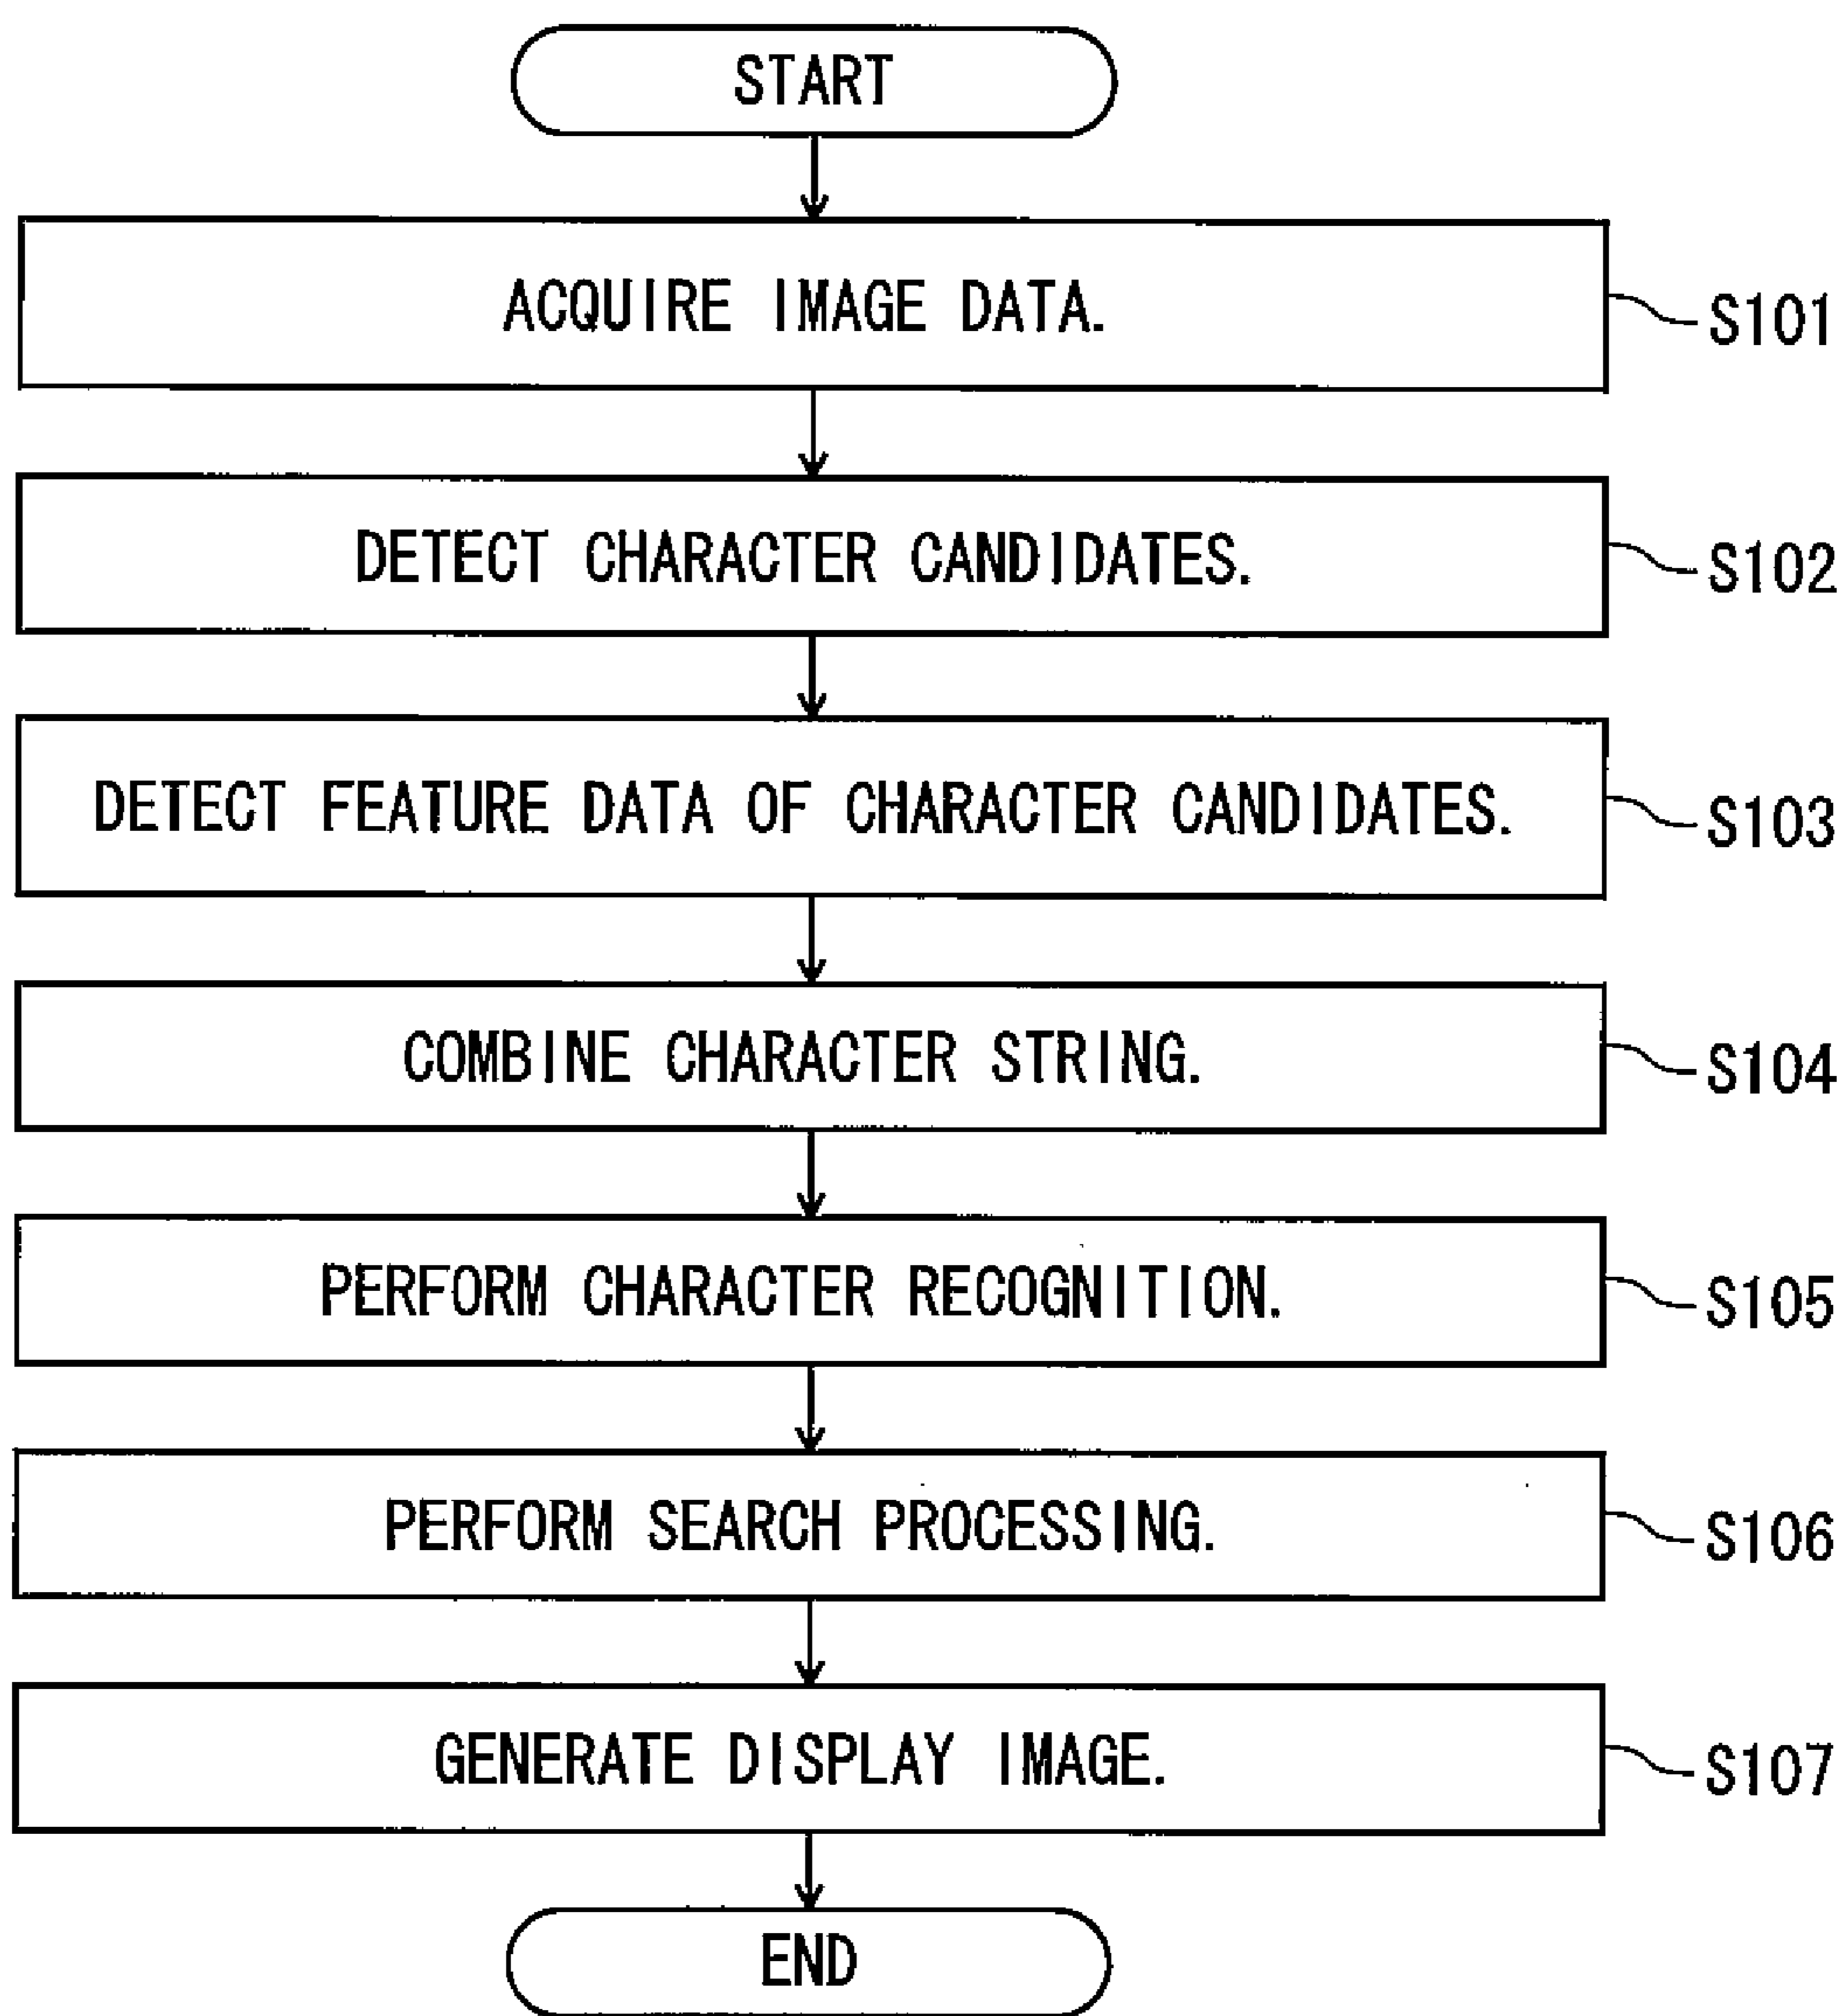 START
ACQUIRE IMAGE DATA.
S101
DETECT CHARACTER CANDIDATES.
S102
DETECT FEATURE DATA OF CHARACTER CANDIDATES.
S103
COMBINE CHARACTER STRING.
S104
PERFORM CHARACTER RECOGNITION.
S105
PERFORM SEARCH PROCESSING.
S106
GENERATE DISPLAY IMAGE.
S107
END